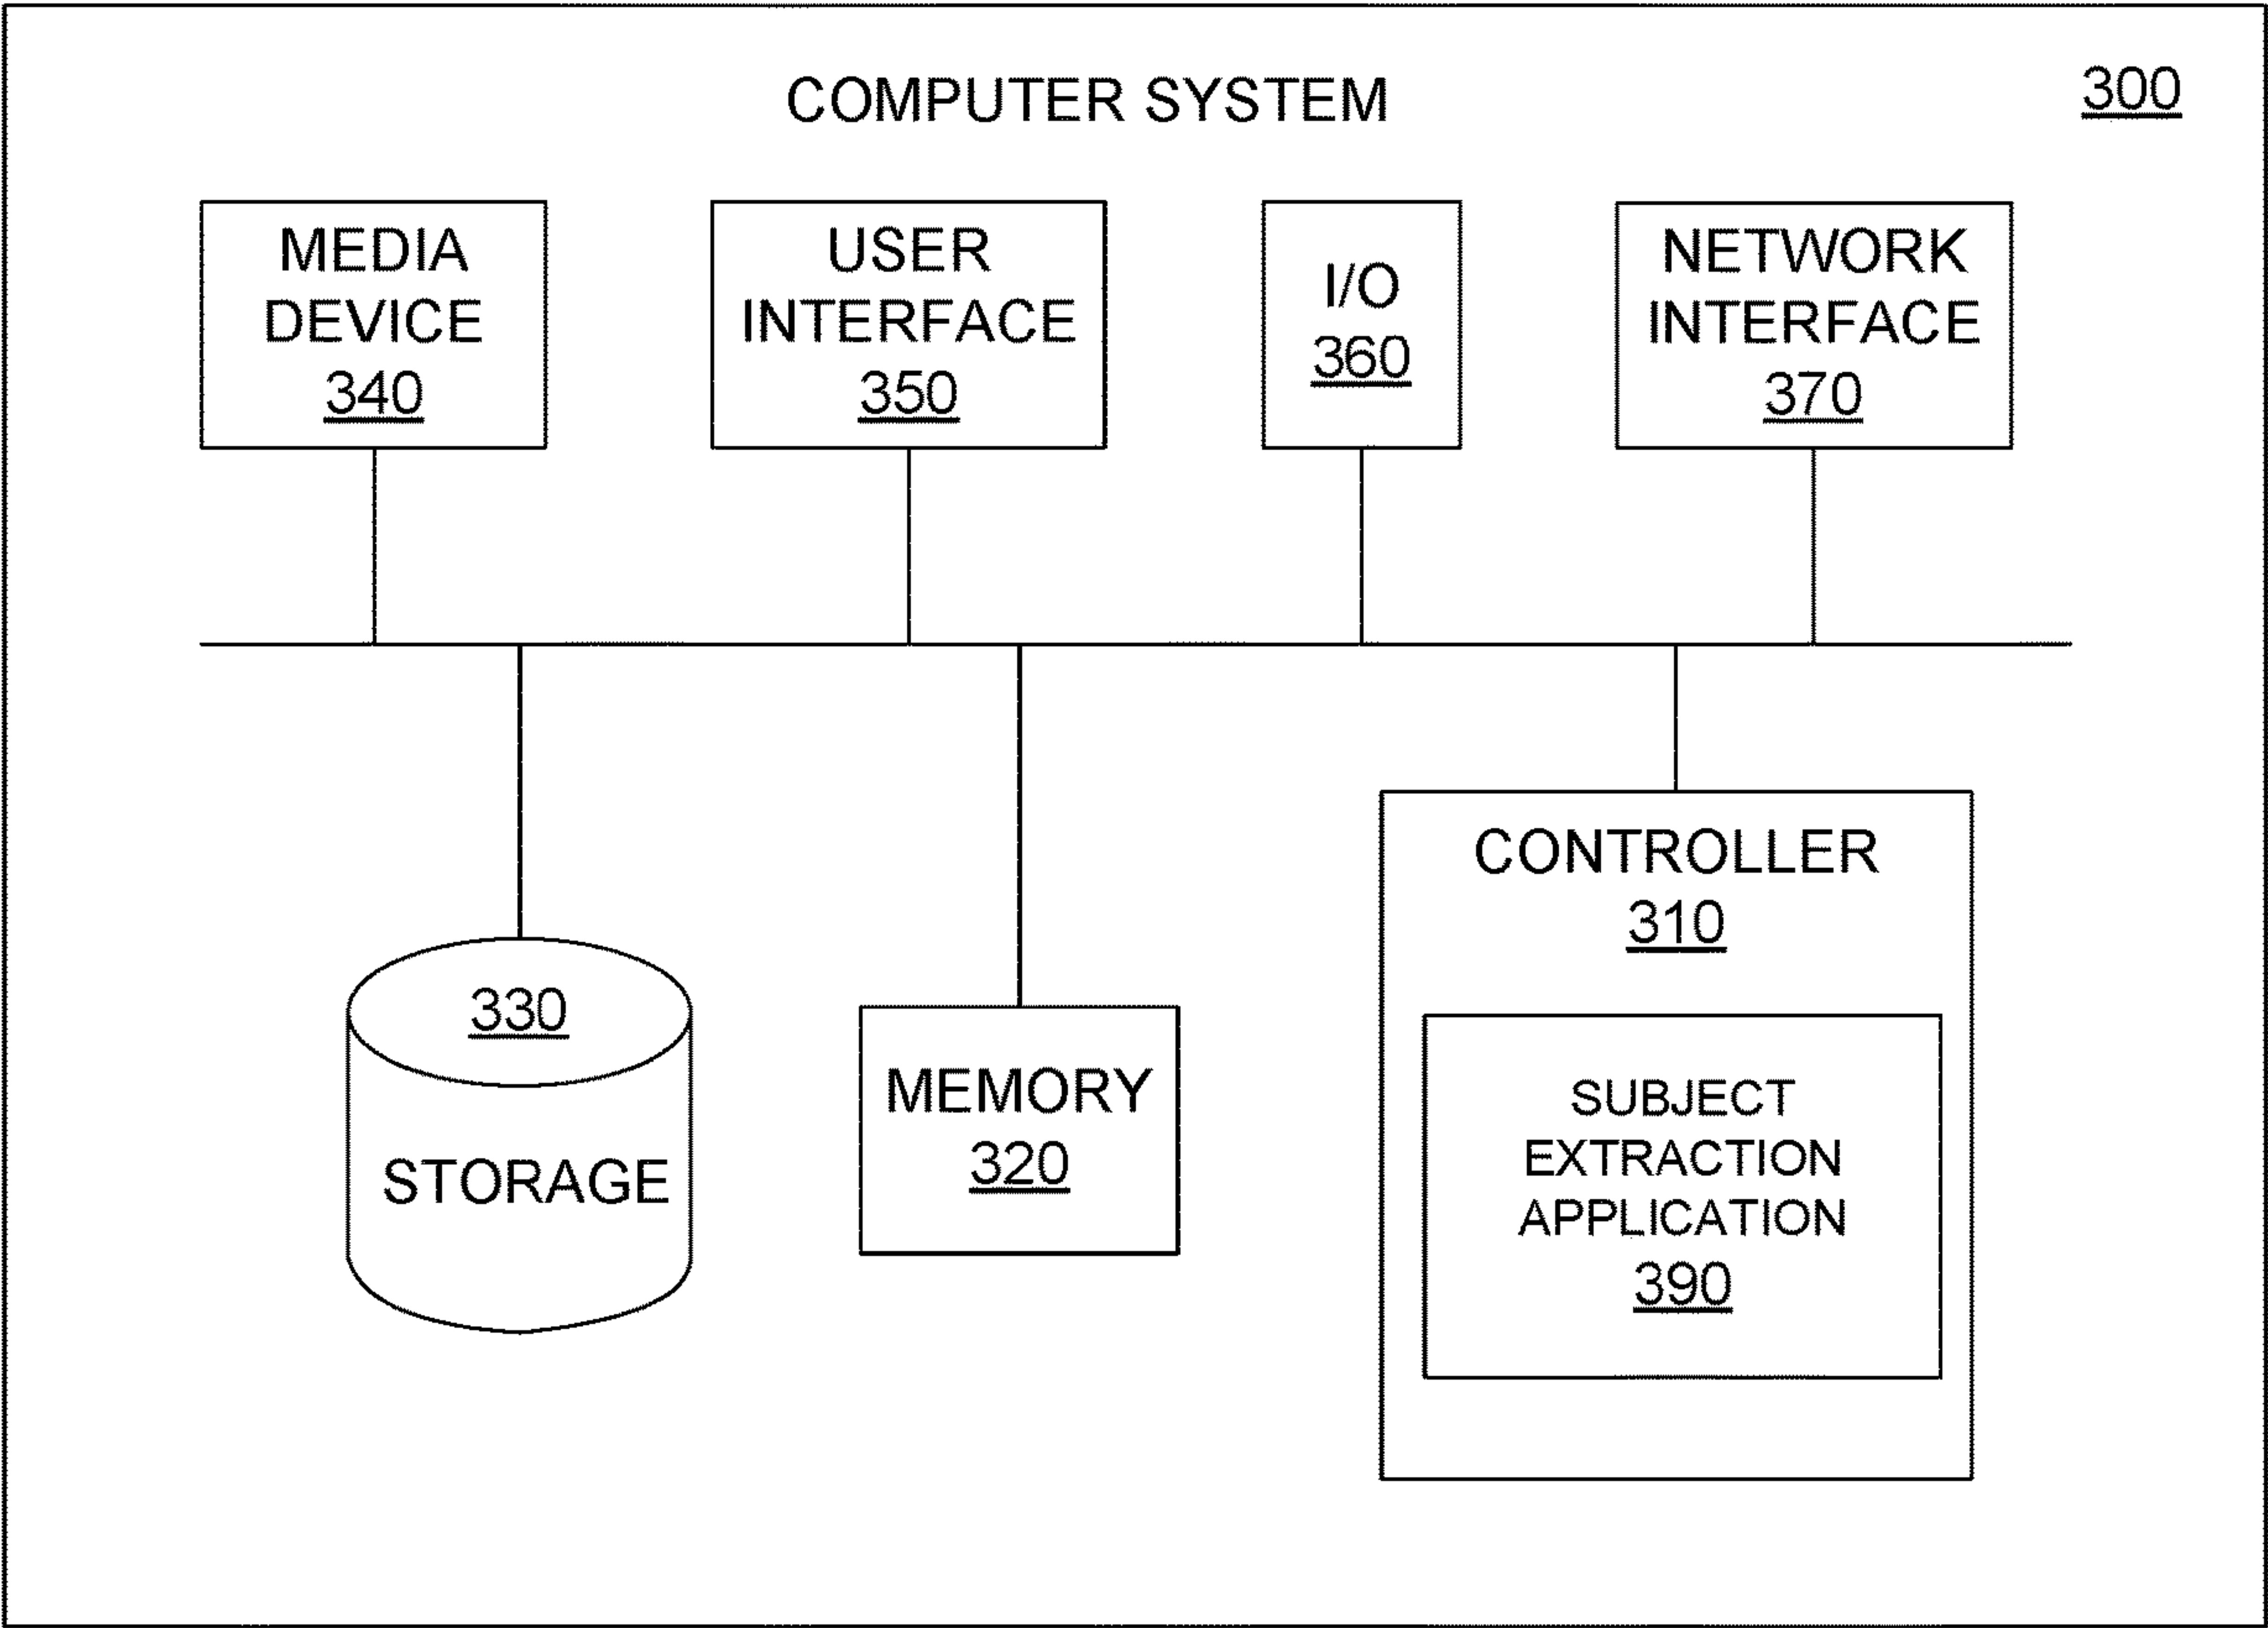 COMPUTER SYSTEM
300
MEDIA
DEVICE
340
USER
INTERFACE
350
I/O
360
NETWORK
INTERFACE
370
330
STORAGE
MEMORY
320
CONTROLLER
310
SUBJECT
EXTRACTION
APPLICATION
390